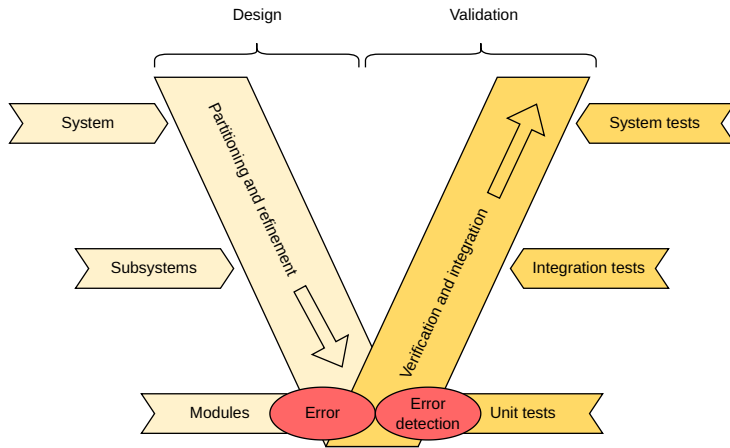 Design
Validation
System
Partitioning and refinement
System tests
Subsystems
Verification and integration
Integration tests
Modules
Error
Error
detection
Unit tests